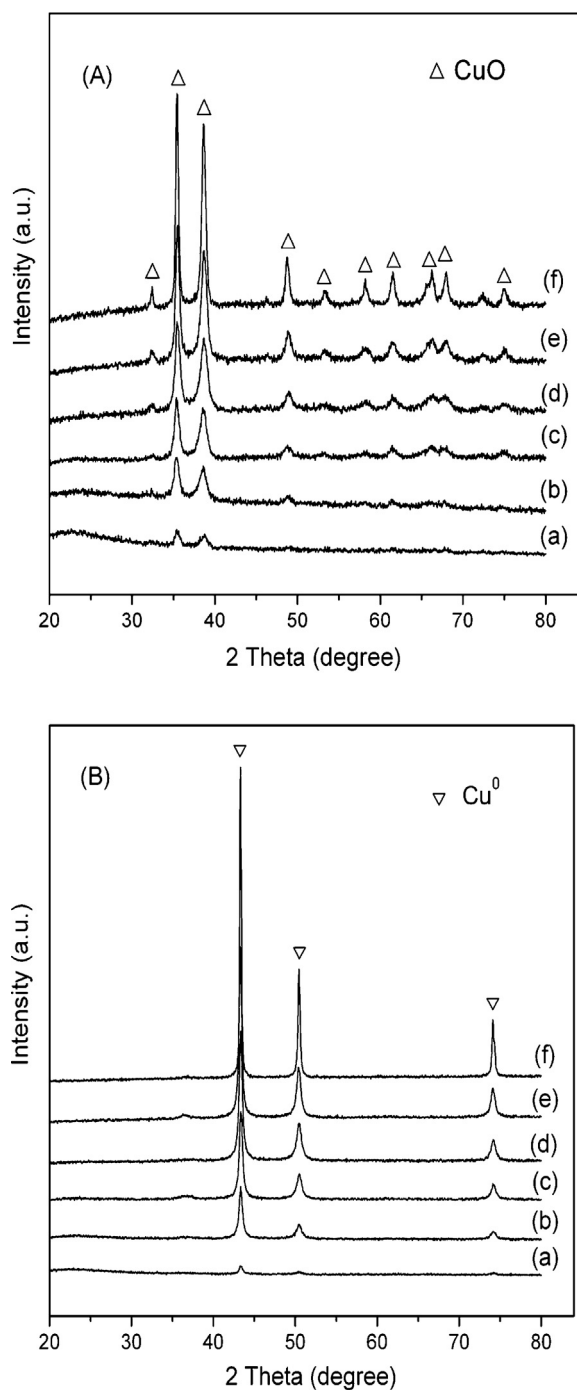 (A)
△ CuO
△ △
△ △ △ △ △ △ △ △
Intensity (a.u.)
(f)
(e)
(d)
(c)
(b)
(a)
20 30 40 50 60 70 80
2 Theta (degree)
(B)
▽ Cu⁰
▽ ▽ ▽
Intensity (a.u.)
(f)
(e)
(d)
(c)
(b)
(a)
20 30 40 50 60 70 80
2 Theta (degree)